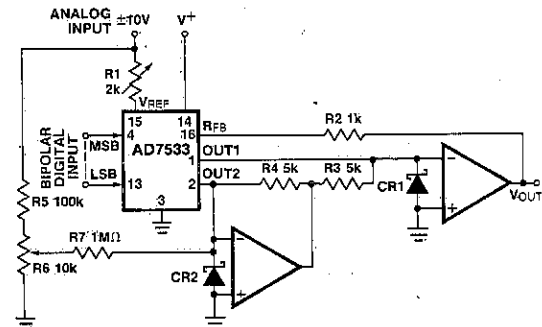 ANALOG ±10V
INPUT
V+
R1
2k
VREF
15
14
4
16
RFB
R2 1k
BIPOLAR
DIGITAL
INPUT
MSB
AD7533
1
OUT1
R4 5k
R3 5k
LSB
13
2
OUT2
3
CR1
−
+
VOUT
R5 100k
R7 1MΩ
R6 10k
CR2
−
+